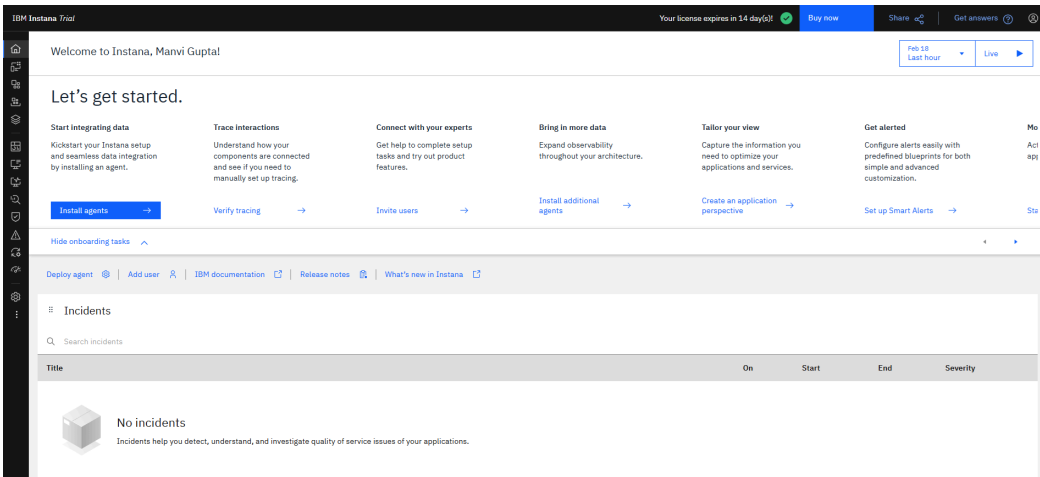 IBM Instana Trial
Your license expires in 14 day(s)!
Buy now
Share
Get answers
Welcome to Instana, Manvi Gupta!
Feb 18
Last hour
Live
Let's get started.
Start integrating data
Kickstart your Instana setup
and seamless data integration
by installing an agent.
Install agents
Trace interactions
Understand how your
components are connected
and see if you need to
manually set up tracing.
Verify tracing
Connect with your experts
Get help to complete setup
tasks and try out product
features.
Invite users
Bring in more data
Expand observability
throughout your architecture.
Install additional
agents
Tailor your view
Capture the information you
need to optimize your
applications and services.
Create an application
perspective
Get alerted
Configure alerts easily with
predefined blueprints for both
simple and advanced
customization.
Set up Smart Alerts
Mo
Act
app
Sta
Hide onboarding tasks
Deploy agent
Add user
IBM documentation
Release notes
What's new in Instana
Incidents
Search incidents
Title On Start End Severity
No incidents
Incidents help you detect, understand, and investigate quality of service issues of your applications.